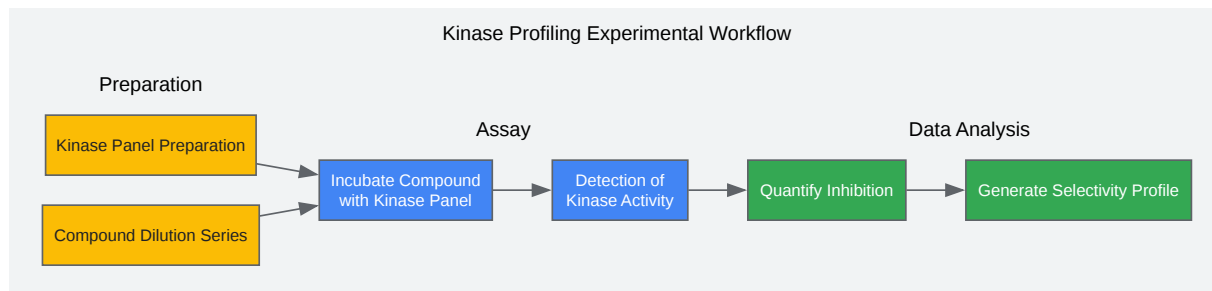 Kinase Profiling Experimental Workflow
Preparation
Kinase Panel Preparation
Compound Dilution Series
Assay
Incubate Compound
with Kinase Panel
Detection of
Kinase Activity
Data Analysis
Quantify Inhibition
Generate Selectivity Profile